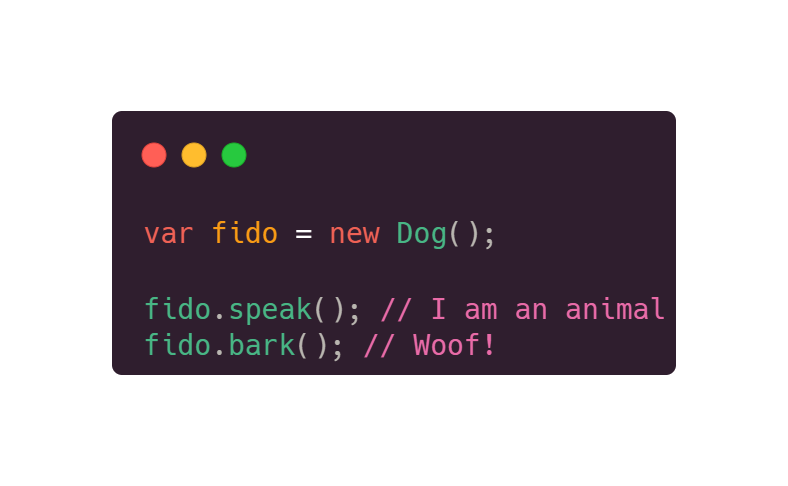 var fido = new Dog();
fido.speak(); // I am an animal
fido.bark(); // Woof!